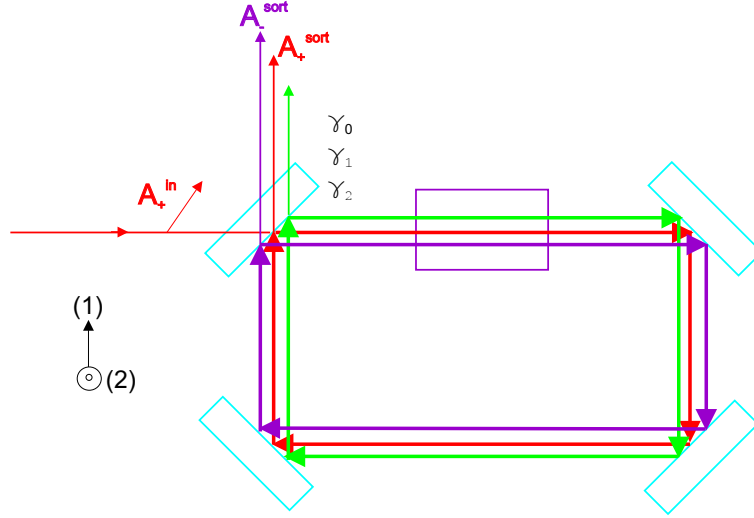 A-sort
A+sort
γ0
γ1
γ2
A+in
(1)
(2)